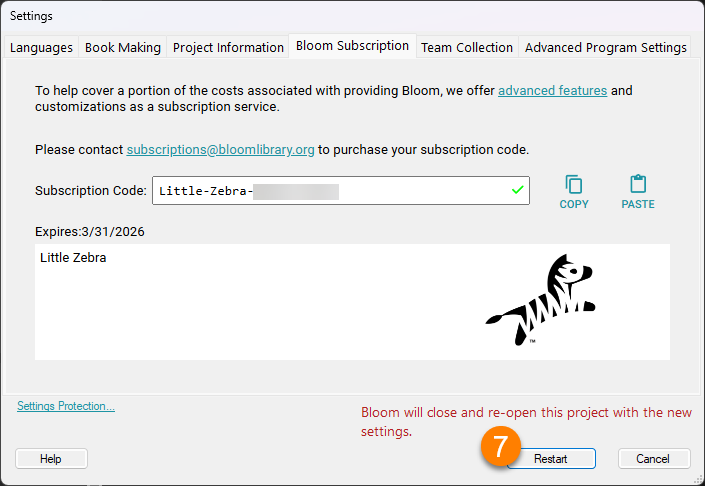 Settings
Languages Book Making Project Information Bloom Subscription Team Collection Advanced Program Settings
To help cover a portion of the costs associated with providing Bloom, we offer advanced features and
customizations as a subscription service.
Please contact subscriptions@bloomlibrary.org to purchase your subscription code.
Subscription Code: Little-Zebra-
COPY PASTE
Expires:3/31/2026
Little Zebra
™
Settings Protection...
Bloom will close and re-open this project with the new
settings.
Help 7 Restart Cancel